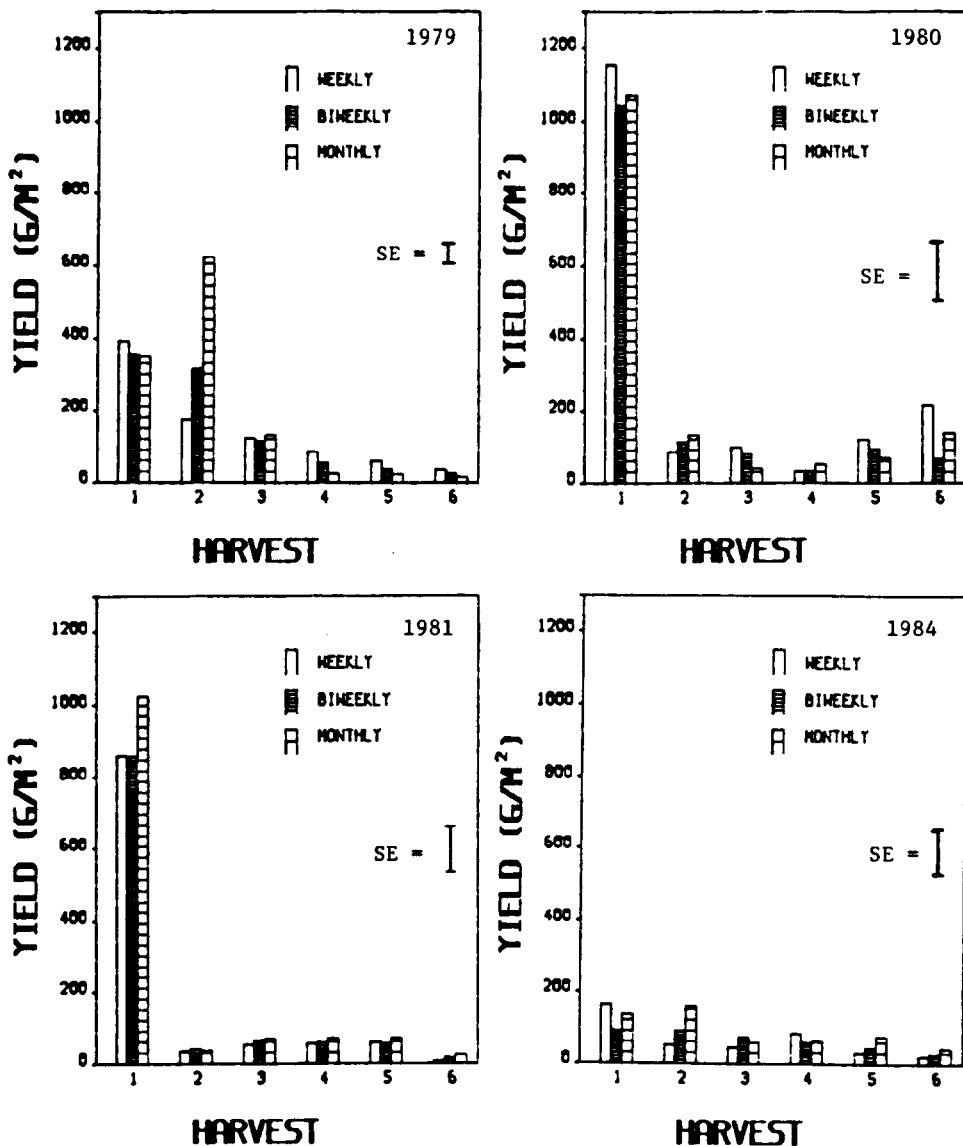 1979
1200
1000
800
600
400
200
0
WEEKLY
BIWEEKLY
MONTHLY
SE =
YIELD (G/M²)
1 2 3 4 5 6
HARVEST
1980
1200
1000
800
600
400
200
0
WEEKLY
BIWEEKLY
MONTHLY
SE =
YIELD (G/M²)
1 2 3 4 5 6
HARVEST
1981
1200
1000
800
600
400
200
0
WEEKLY
BIWEEKLY
MONTHLY
SE =
YIELD (G/M²)
1 2 3 4 5 6
HARVEST
1984
1200
1000
800
600
400
200
0
WEEKLY
BIWEEKLY
MONTHLY
SE =
YIELD (G/M²)
1 2 3 4 5 6
HARVEST